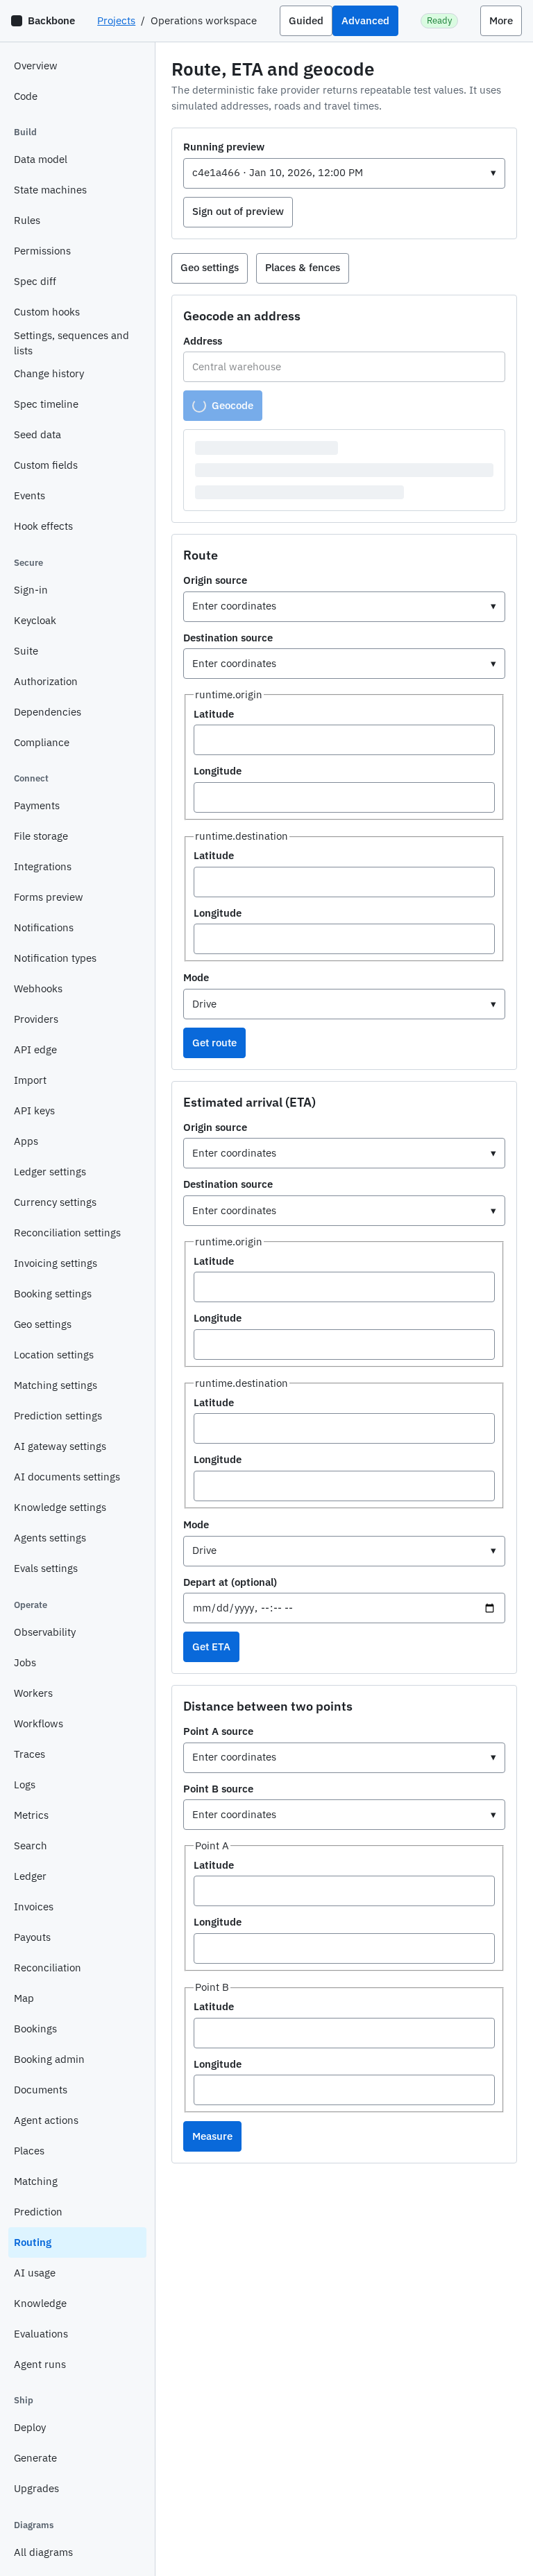 Backbone
Projects / Operations workspace
Guided
Advanced
Ready
More
Overview
Code
Build
Data model
State machines
Rules
Permissions
Spec diff
Custom hooks
Settings, sequences and
lists
Change history
Spec timeline
Seed data
Custom fields
Events
Hook effects
Secure
Sign-in
Keycloak
Suite
Authorization
Dependencies
Compliance
Connect
Payments
File storage
Integrations
Forms preview
Notifications
Notification types
Webhooks
Providers
API edge
Import
API keys
Apps
Ledger settings
Currency settings
Reconciliation settings
Invoicing settings
Booking settings
Geo settings
Location settings
Matching settings
Prediction settings
AI gateway settings
AI documents settings
Knowledge settings
Agents settings
Evals settings
Operate
Observability
Jobs
Workers
Workflows
Traces
Logs
Metrics
Search
Ledger
Invoices
Payouts
Reconciliation
Map
Bookings
Booking admin
Documents
Agent actions
Places
Matching
Prediction
Routing
AI usage
Knowledge
Evaluations
Agent runs
Ship
Deploy
Generate
Upgrades
Diagrams
All diagrams
Route, ETA and geocode
The deterministic fake provider returns repeatable test values. It uses
simulated addresses, roads and travel times.
Running preview
c4e1a466 · Jan 10, 2026, 12:00 PM
Sign out of preview
Geo settings
Places & fences
Geocode an address
Address
Central warehouse
Geocode
Route
Origin source
Enter coordinates
Destination source
Enter coordinates
runtime.origin
Latitude
Longitude
runtime.destination
Latitude
Longitude
Mode
Drive
Get route
Estimated arrival (ETA)
Origin source
Enter coordinates
Destination source
Enter coordinates
runtime.origin
Latitude
Longitude
runtime.destination
Latitude
Longitude
Mode
Drive
Depart at (optional)
mm/dd/yyyy, --:-- --
Get ETA
Distance between two points
Point A source
Enter coordinates
Point B source
Enter coordinates
Point A
Latitude
Longitude
Point B
Latitude
Longitude
Measure